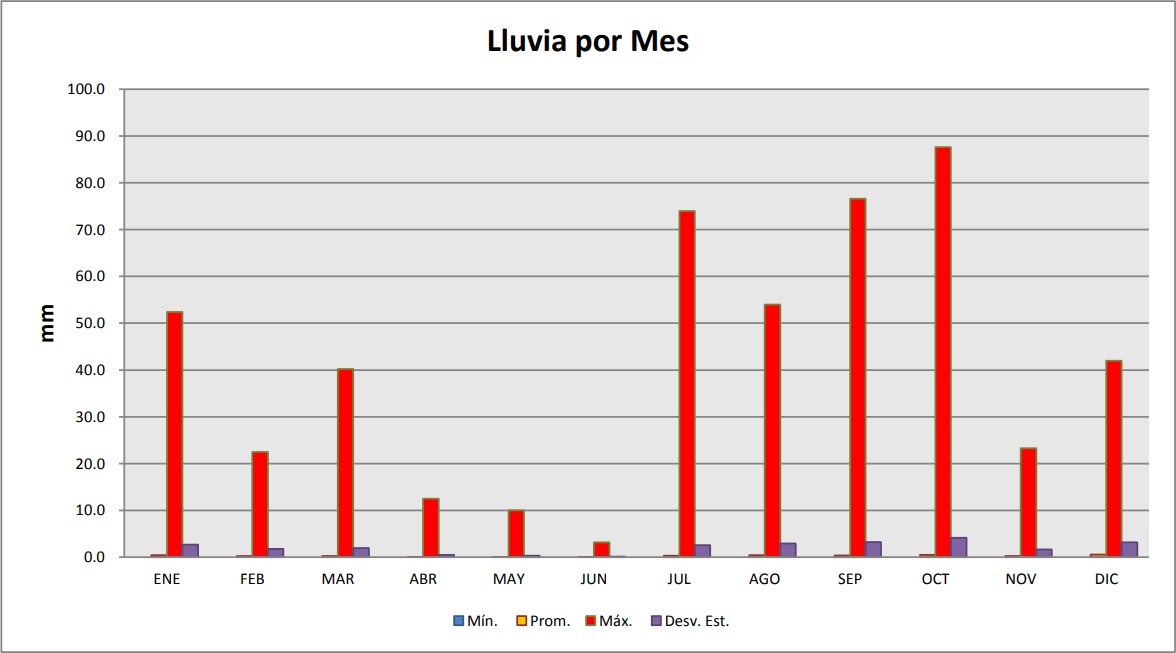 Lluvia por Mes
100.0
90.0
80.0
70.0
60.0
50.0
40.0
30.0
20.0
10.0
0.0
mm
ENE FEB MAR ABR MAY JUN JUL AGO SEP OCT NOV DIC
Mín. Prom. Máx. Desv. Est.